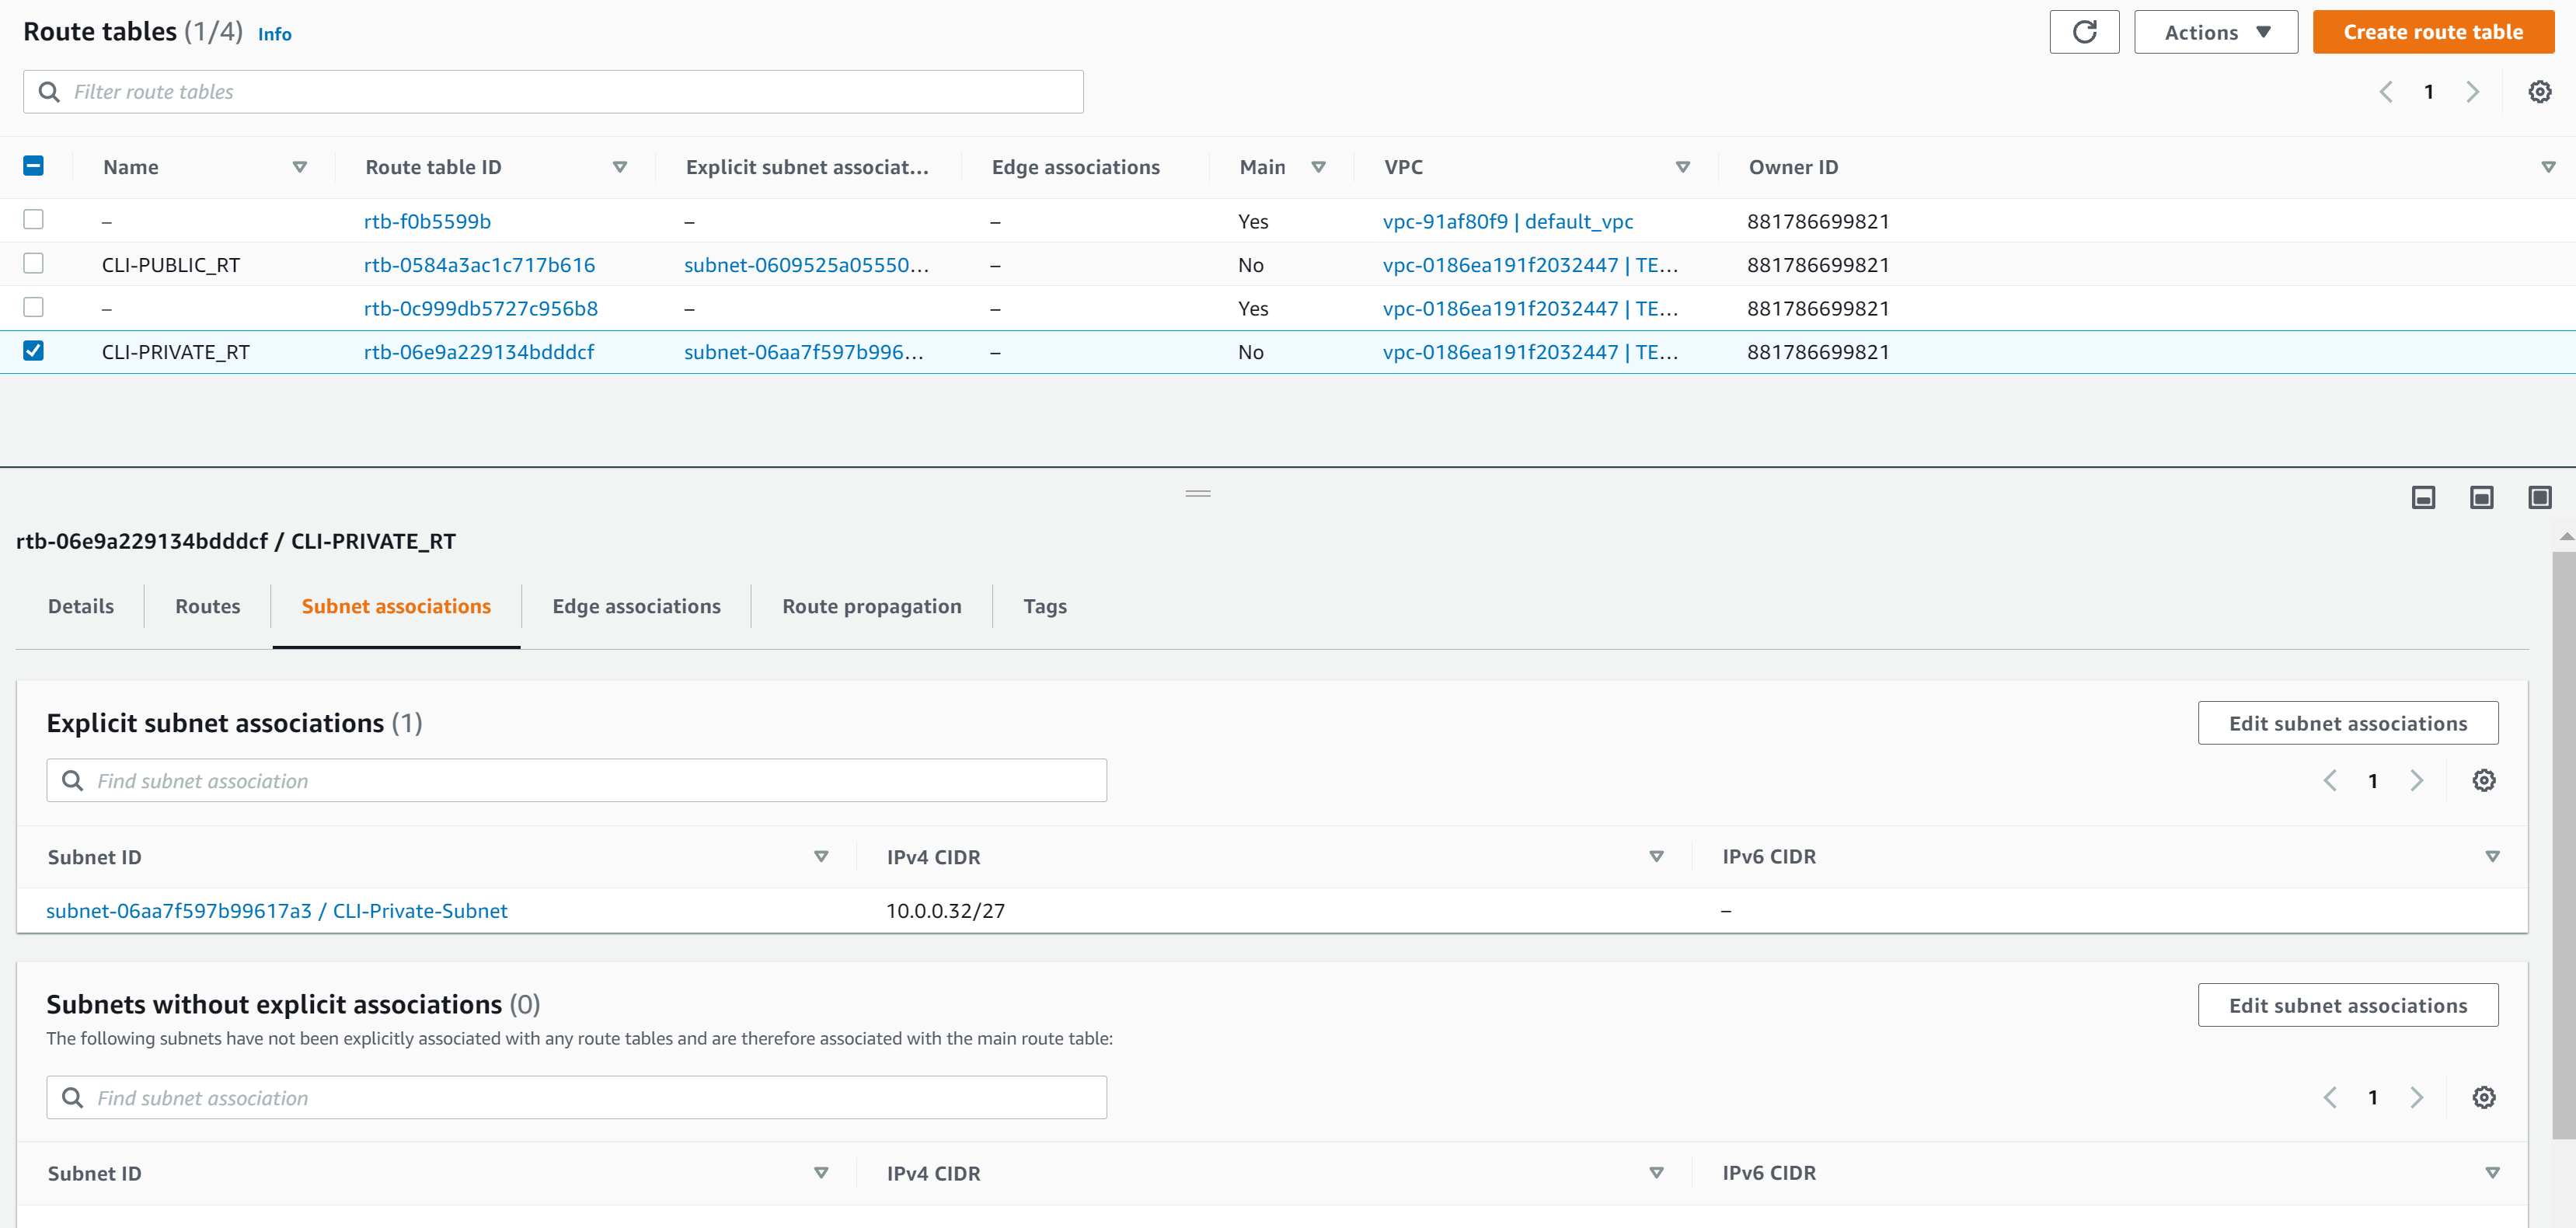 Route tables (1/4) Info
Actions
Create route table
Filter route tables
1
Name Route table ID Explicit subnet associat... Edge associations Main VPC Owner ID
– rtb-f0b5599b – – Yes vpc-91af80f9 | default_vpc 881786699821
CLI-PUBLIC_RT rtb-0584a3ac1c717b616 subnet-0609525a05550... – No vpc-0186ea191f2032447 | TE... 881786699821
– rtb-0c999db5727c956b8 – – Yes vpc-0186ea191f2032447 | TE... 881786699821
CLI-PRIVATE_RT rtb-06e9a229134bdddcf subnet-06aa7f597b996... – No vpc-0186ea191f2032447 | TE... 881786699821
rtb-06e9a229134bdddcf / CLI-PRIVATE_RT
Details Routes Subnet associations Edge associations Route propagation Tags
Explicit subnet associations (1)
Edit subnet associations
Find subnet association
1
Subnet ID IPv4 CIDR IPv6 CIDR
subnet-06aa7f597b99617a3 / CLI-Private-Subnet 10.0.0.32/27 –
Subnets without explicit associations (0)
Edit subnet associations
The following subnets have not been explicitly associated with any route tables and are therefore associated with the main route table:
Find subnet association
1
Subnet ID IPv4 CIDR IPv6 CIDR